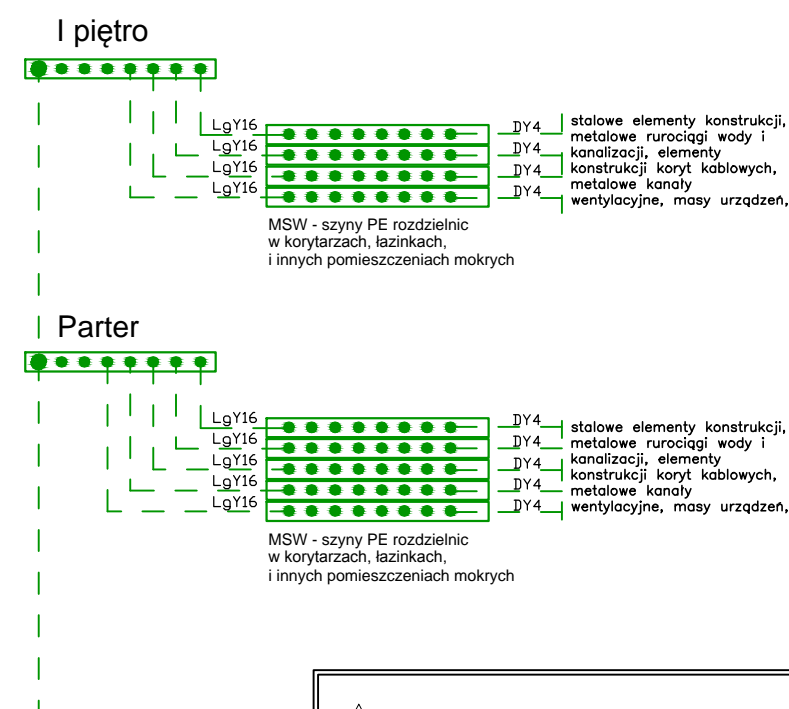 I piętro
LgY16
LgY16
LgY16
LgY16
DY4
DY4
DY4
DY4
stalowe elementy konstrukcji,
metalowe rurociągi wody i
kanalizacji, elementy
konstrukcji koryt kablowych,
metalowe kanały
wentylacyjne, masy urządzeń,
MSW - szyny PE rozdzielnic
w korytarzach, łazinkach,
i innych pomieszczeniach mokrych
Parter
LgY16
LgY16
LgY16
LgY16
LgY16
DY4
DY4
DY4
DY4
DY4
stalowe elementy konstrukcji,
metalowe rurociągi wody i
kanalizacji, elementy
konstrukcji koryt kablowych,
metalowe kanały
wentylacyjne, masy urządzeń,
MSW - szyny PE rozdzielnic
w korytarzach, łazinkach,
i innych pomieszczeniach mokrych